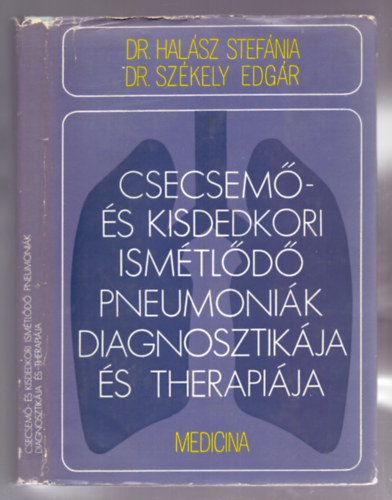 DR. HALÁSZ STEFÁNIA
DR. SZÉKELY EDGÁR
CSECSEMŐ-
ÉS KISDEDKORI
ISMÉTLŐDŐ
PNEUMONIÁK
DIAGNOSZTIKÁJA
ÉS THERAPIÁJA
MEDICINA
CSECSEMŐ- ÉS KISDEDKORI ISMÉTLŐDŐ PNEUMONIÁK
DIAGNOSZTIKÁJA ÉS THERAPIÁJA